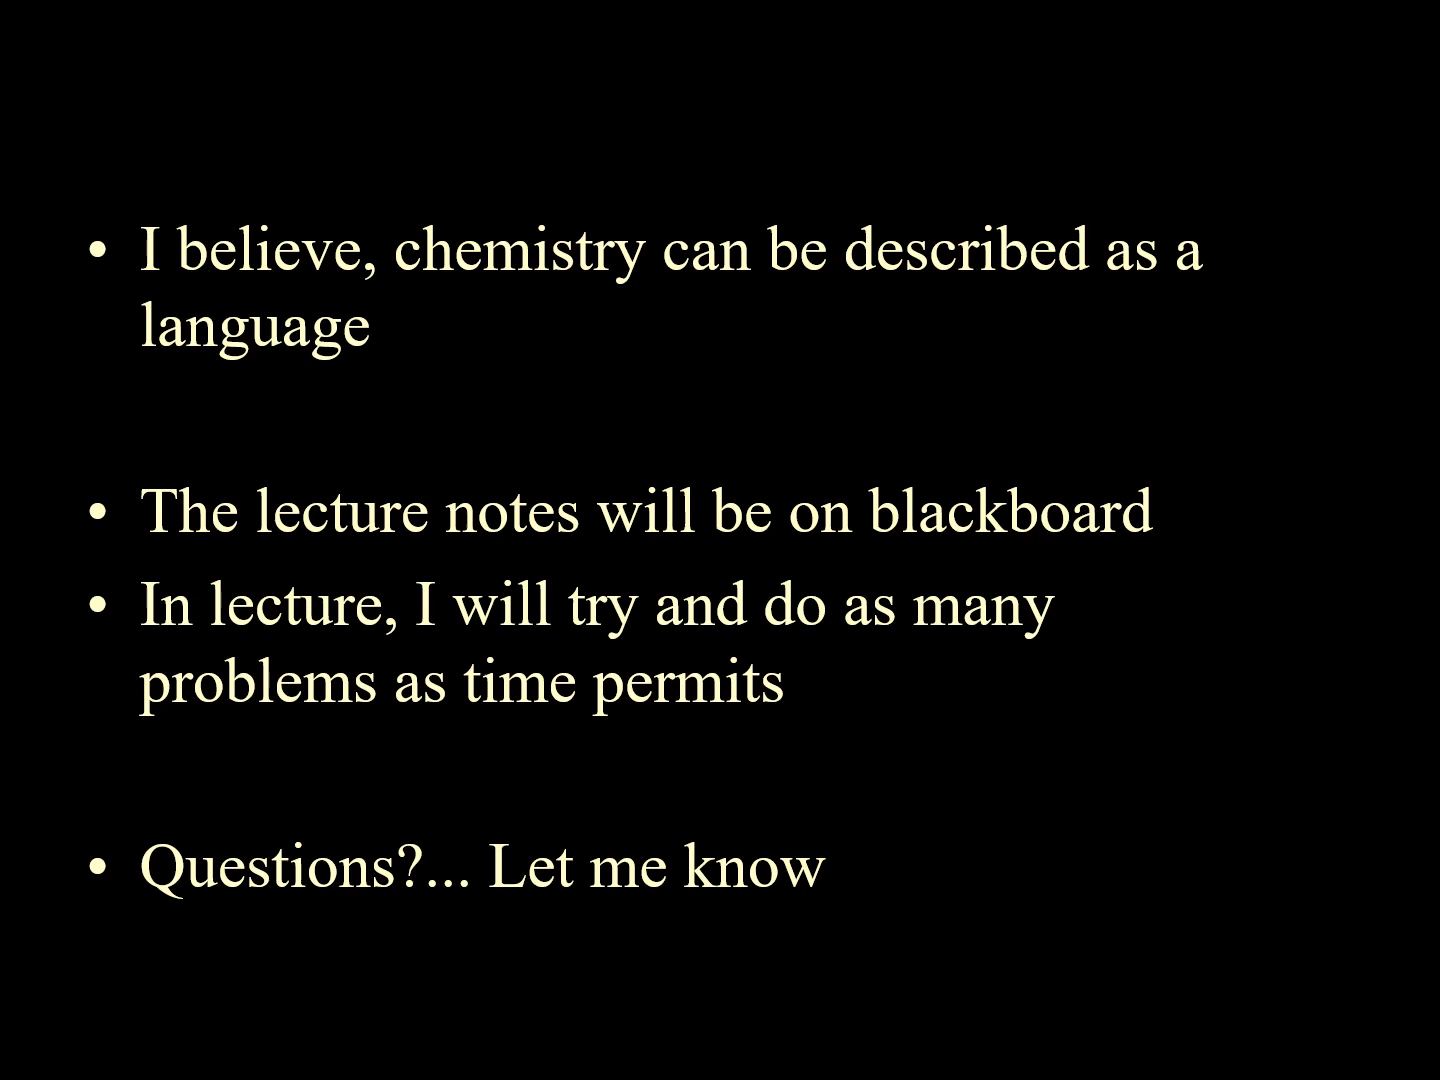 • I believe, chemistry can be described as a
language
• The lecture notes will be on blackboard
• In lecture, I will try and do as many
problems as time permits
• Questions?... Let me know